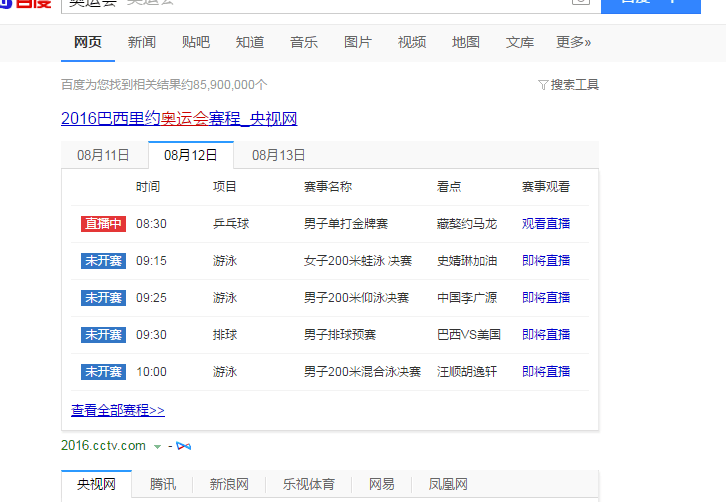 百度 奥运会 奥运会 百度一下
网页 新闻 贴吧 知道 音乐 图片 视频 地图 文库 更多»
百度为您找到相关结果约85,900,000个 搜索工具
2016巴西里约奥运会赛程_央视网
08月11日 08月12日 08月13日
时间 项目 赛事名称 看点 赛事观看
直播中 08:30 乒乓球 男子单打金牌赛 藏獒约马龙 观看直播
未开赛 09:15 游泳 女子200米蛙泳 决赛 史婧琳加油 即将直播
未开赛 09:25 游泳 男子200米仰泳决赛 中国李广源 即将直播
未开赛 09:30 排球 男子排球预赛 巴西VS美国 即将直播
未开赛 10:00 游泳 男子200米混合泳决赛 汪顺胡逸轩 即将直播
查看全部赛程>>
2016.cctv.com -
央视网 腾讯 新浪网 乐视体育 网易 凤凰网